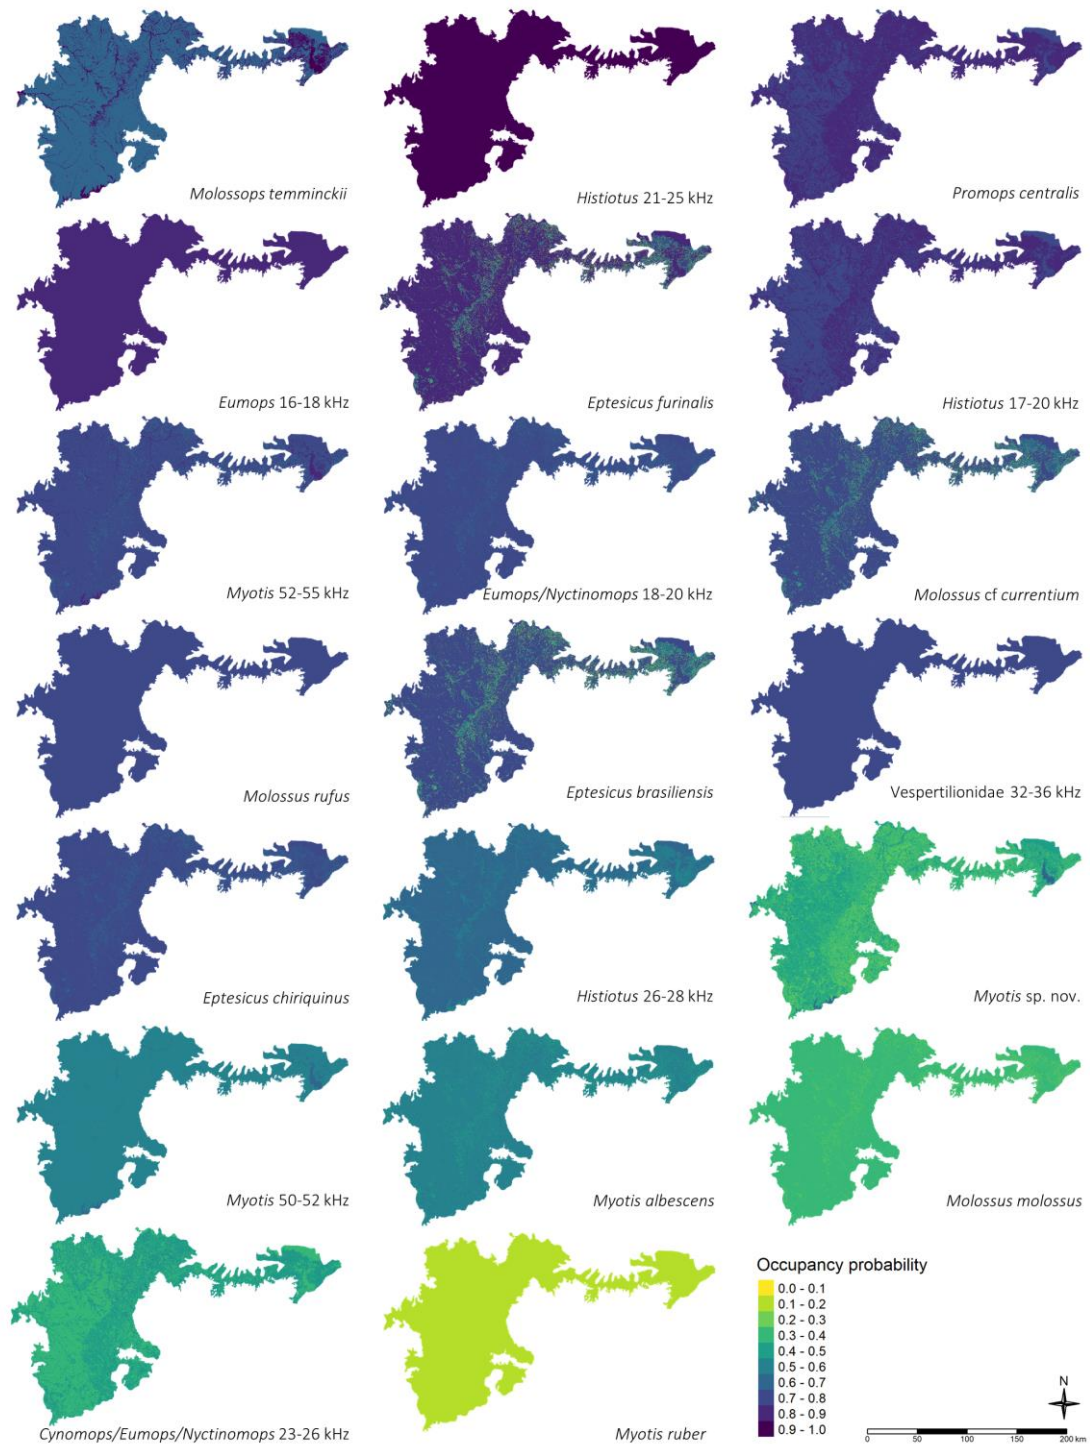 Molossops temminckii
Histiotus 21-25 kHz
Promops centralis
Eumops 16-18 kHz
Eptesicus furinalis
Histiotus 17-20 kHz
Myotis 52-55 kHz
Eumops/Nyctinomops 18-20 kHz
Molossus cf currentium
Molossus rufus
Eptesicus brasiliensis
Vespertilionidae 32-36 kHz
Eptesicus chiriquinus
Histiotus 26-28 kHz
Myotis sp. nov.
Myotis 50-52 kHz
Myotis albescens
Molossus molossus
Cynomops/Eumops/Nyctinomops 23-26 kHz
Myotis ruber
Occupancy probability
0.0 - 0.1
0.1 - 0.2
0.2 - 0.3
0.3 - 0.4
0.4 - 0.5
0.5 - 0.6
0.6 - 0.7
0.7 - 0.8
0.8 - 0.9
0.9 - 1.0
N
0 50 100 150 200 km